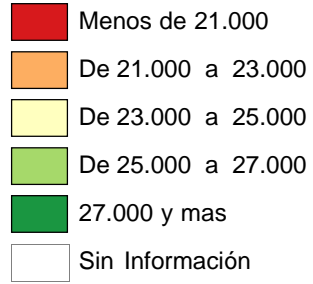 Menos de 21.000
De 21.000 a 23.000
De 23.000 a 25.000
De 25.000 a 27.000
27.000 y mas
Sin Información